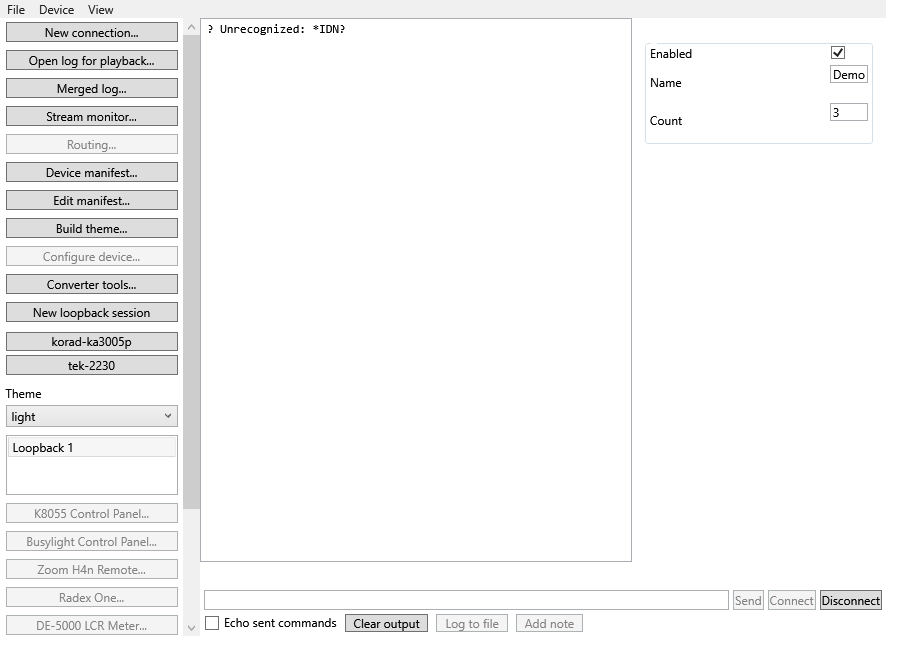 File Device View
New connection...
Open log for playback...
Merged log...
Stream monitor...
Routing...
Device manifest...
Edit manifest...
Build theme...
Configure device...
Converter tools...
New loopback session
korad-ka3005p
tek-2230
Theme
light
Loopback 1
K8055 Control Panel...
Busylight Control Panel...
Zoom H4n Remote...
Radex One...
DE-5000 LCR Meter...
? Unrecognized: *IDN?
Enabled
Name Demo
Count 3
Send Connect Disconnect
Echo sent commands Clear output Log to file Add note